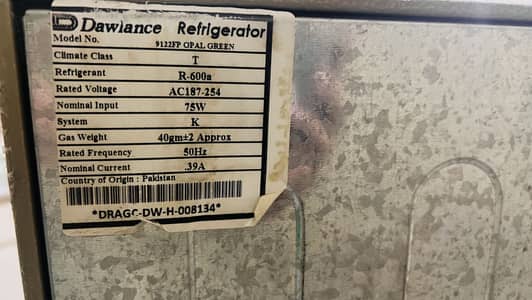 Dawlance Refrigerator
Model No. 9122FP OPAL GREEN
Climate Class T
Refrigerant R-600a
Rated Voltage AC187-254
Nominal Input 75W
System K
Gas Weight 40gm±2 Approx
Rated Frequency 50Hz
Nominal Current .39A
Country of Origin : Pakistan
*DRAGC-DW-H-008134*